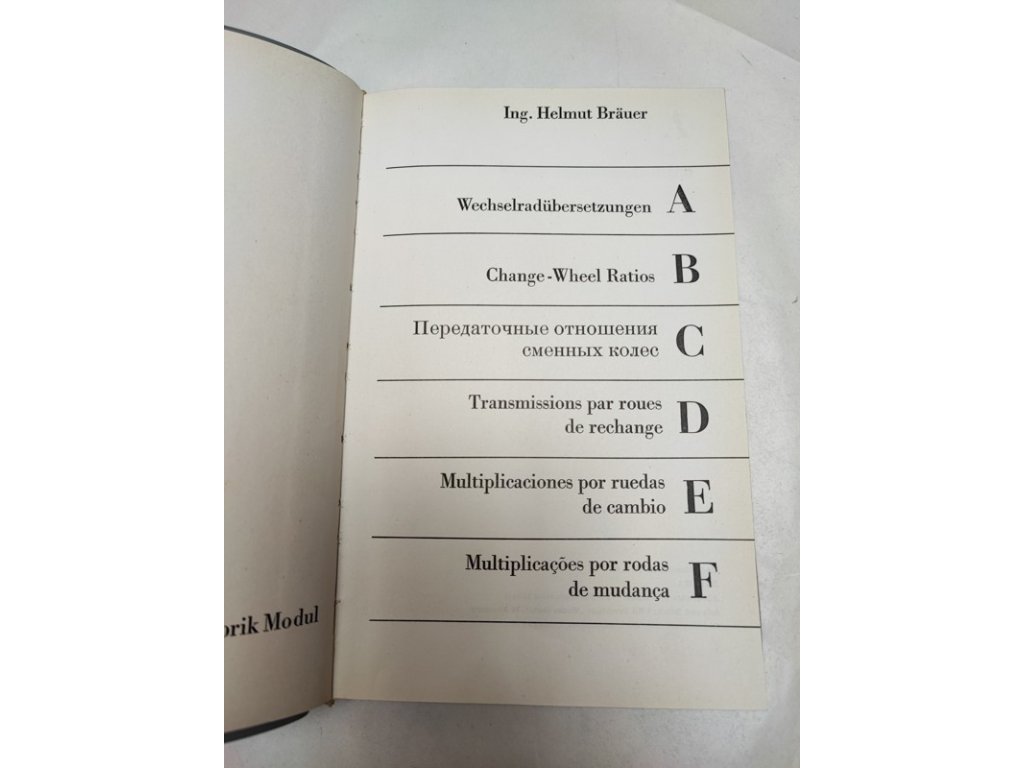 Ing. Helmut Bräuer
Wechselradübersetzungen A
Change-Wheel Ratios B
Передаточные отношения
сменных колес C
Transmissions par roues
de rechange D
Multiplicaciones por ruedas
de cambio E
Multiplicações por rodas
de mudança F
Modul